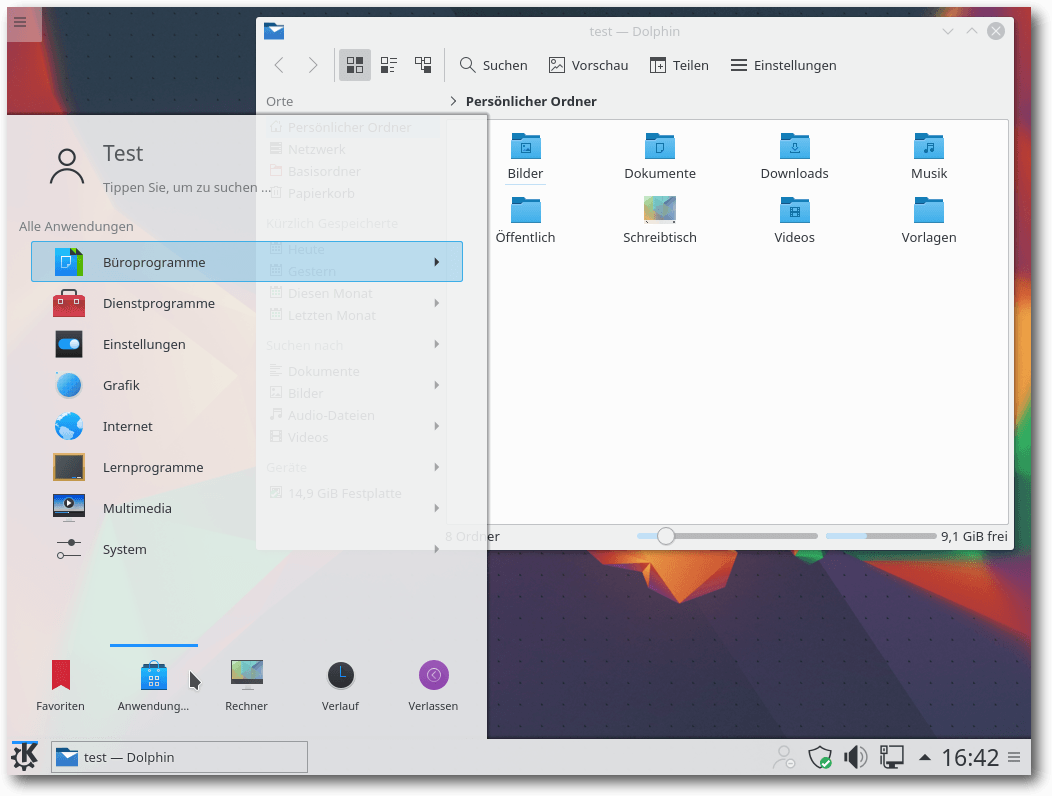 test — Dolphin
Suchen
Vorschau
Teilen
Einstellungen
Orte
Persönlicher Ordner
Persönlicher Ordner
Netzwerk
Basisordner
Papierkorb
Kürzlich Gespeicherte
Heute
Gestern
Diesen Monat
Letzten Monat
Suchen nach
Dokumente
Bilder
Audio-Dateien
Videos
Geräte
14,9 GiB Festplatte
Bilder
Dokumente
Downloads
Musik
Öffentlich
Schreibtisch
Videos
Vorlagen
8 Ordner
9,1 GiB frei
Test
Tippen Sie, um zu suchen ...
Alle Anwendungen
Büroprogramme
Dienstprogramme
Einstellungen
Grafik
Internet
Lernprogramme
Multimedia
System
Favoriten
Anwendung...
Rechner
Verlauf
Verlassen
test — Dolphin
16:42